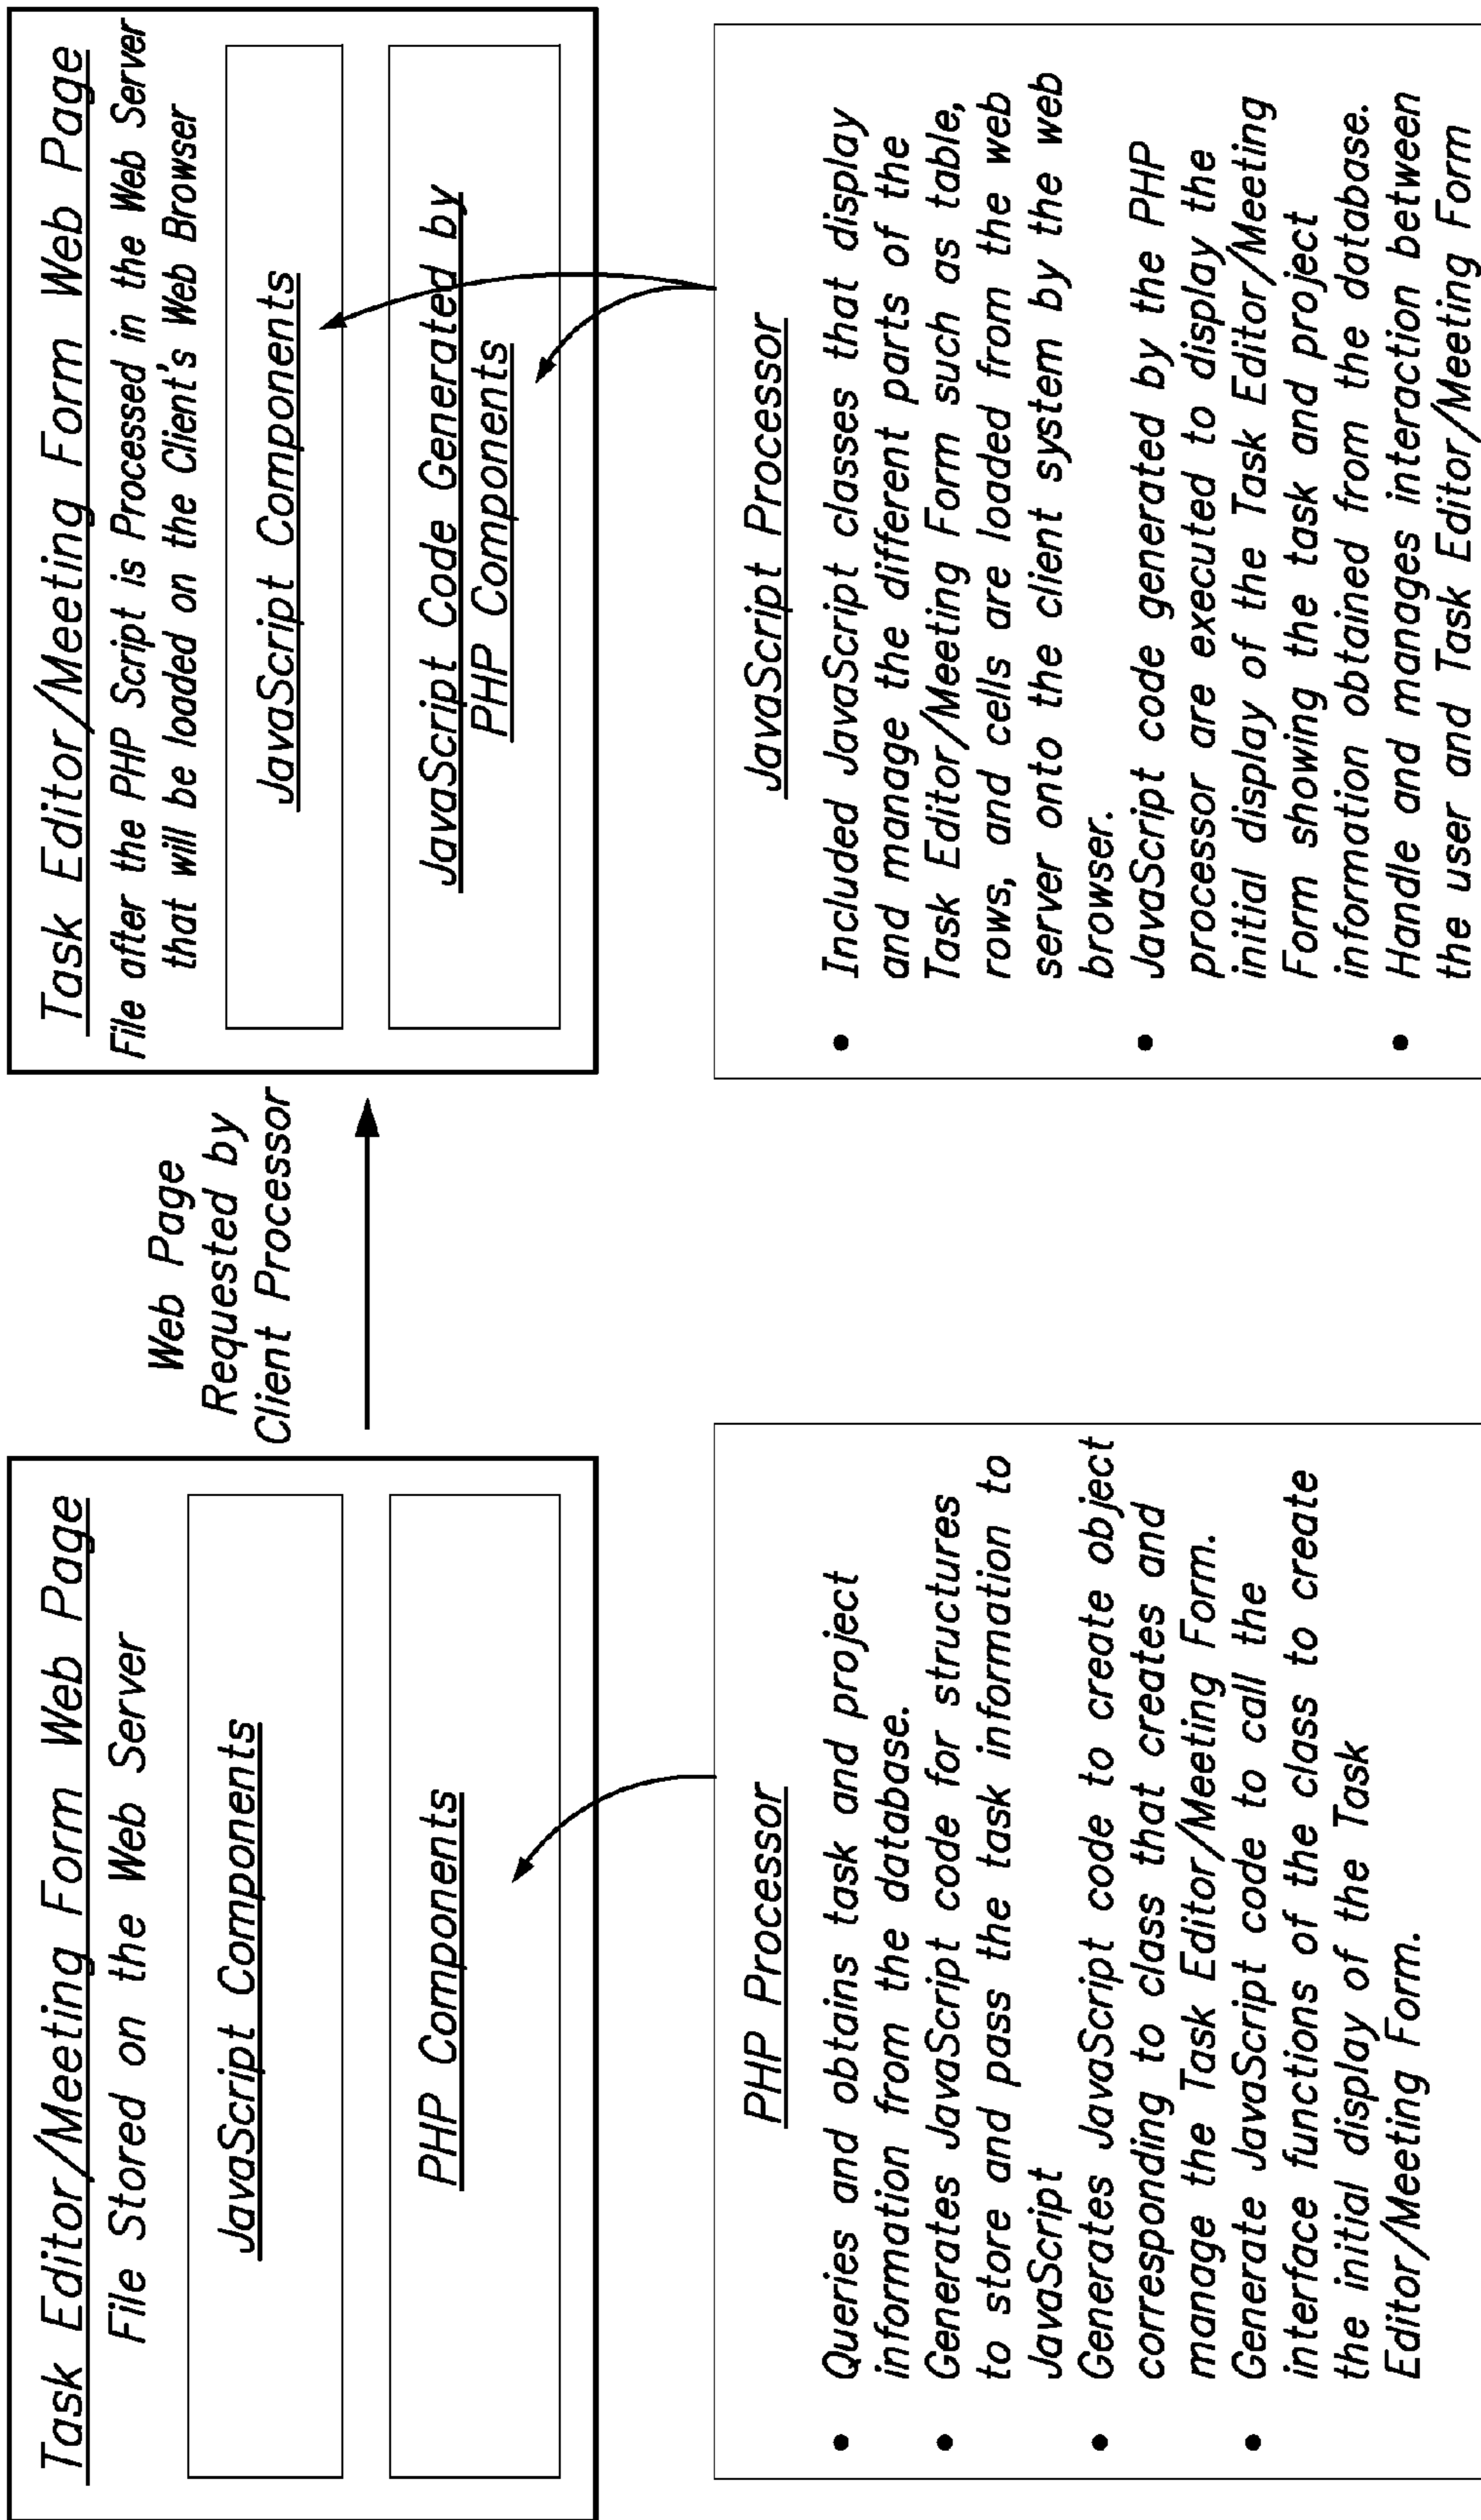 Task Editor/Meeting Form Web Page
File Stored on the Web Server
JavaScript Components
PHP Components
Web Page
Requested by
Client Processor
Task Editor/Meeting Form Web Page
File after the PHP Script is Processed in the Web Server
that will be loaded on the Client's Web Browser
JavaScript Components
JavaScript Code Generated by
PHP Components
PHP Processor
• Queries and obtains task and project
information from the database.
• Generates JavaScript code for structures
to store and pass the task information to
JavaScript
• Generates JavaScript code to create object
corresponding to class that creates and
manage the Task Editor/Meeting Form.
• Generate JavaScript code to call the
interface functions of the class to create
the initial display of the Task
Editor/Meeting Form.
JavaScript Processor
• Included JavaScript classes that display
and manage the different parts of the
Task Editor/Meeting Form such as table,
rows, and cells are loaded from the web
server onto the client system by the web
browser.
• JavaScript code generated by the PHP
processor are executed to display the
initial display of the Task Editor/Meeting
Form showing the task and project
information obtained from the database.
• Handle and manages interaction between
the user and Task Editor/Meeting Form